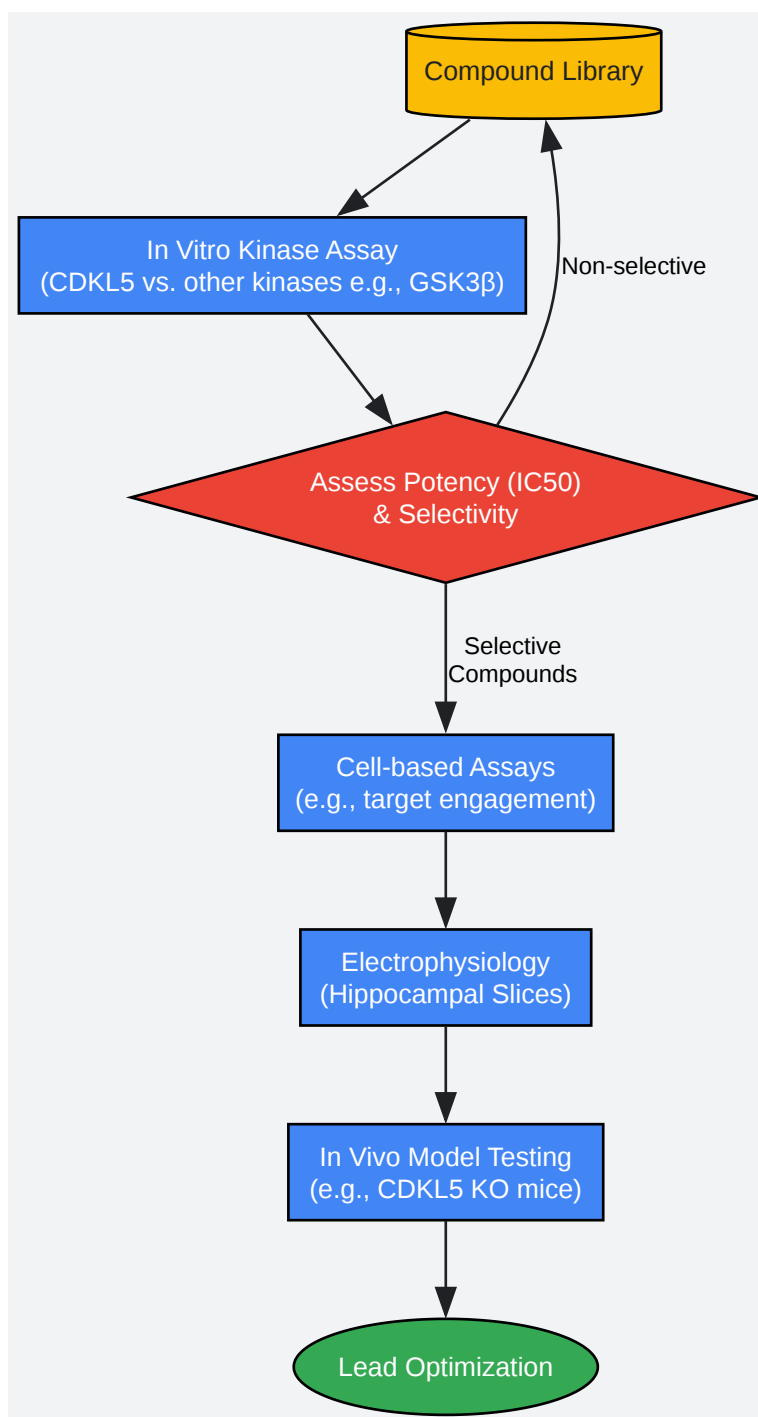 Compound Library
In Vitro Kinase Assay
(CDKL5 vs. other kinases e.g., GSK3β)
Non-selective
Assess Potency (IC50)
& Selectivity
Selective
Compounds
Cell-based Assays
(e.g., target engagement)
Electrophysiology
(Hippocampal Slices)
In Vivo Model Testing
(e.g., CDKL5 KO mice)
Lead Optimization